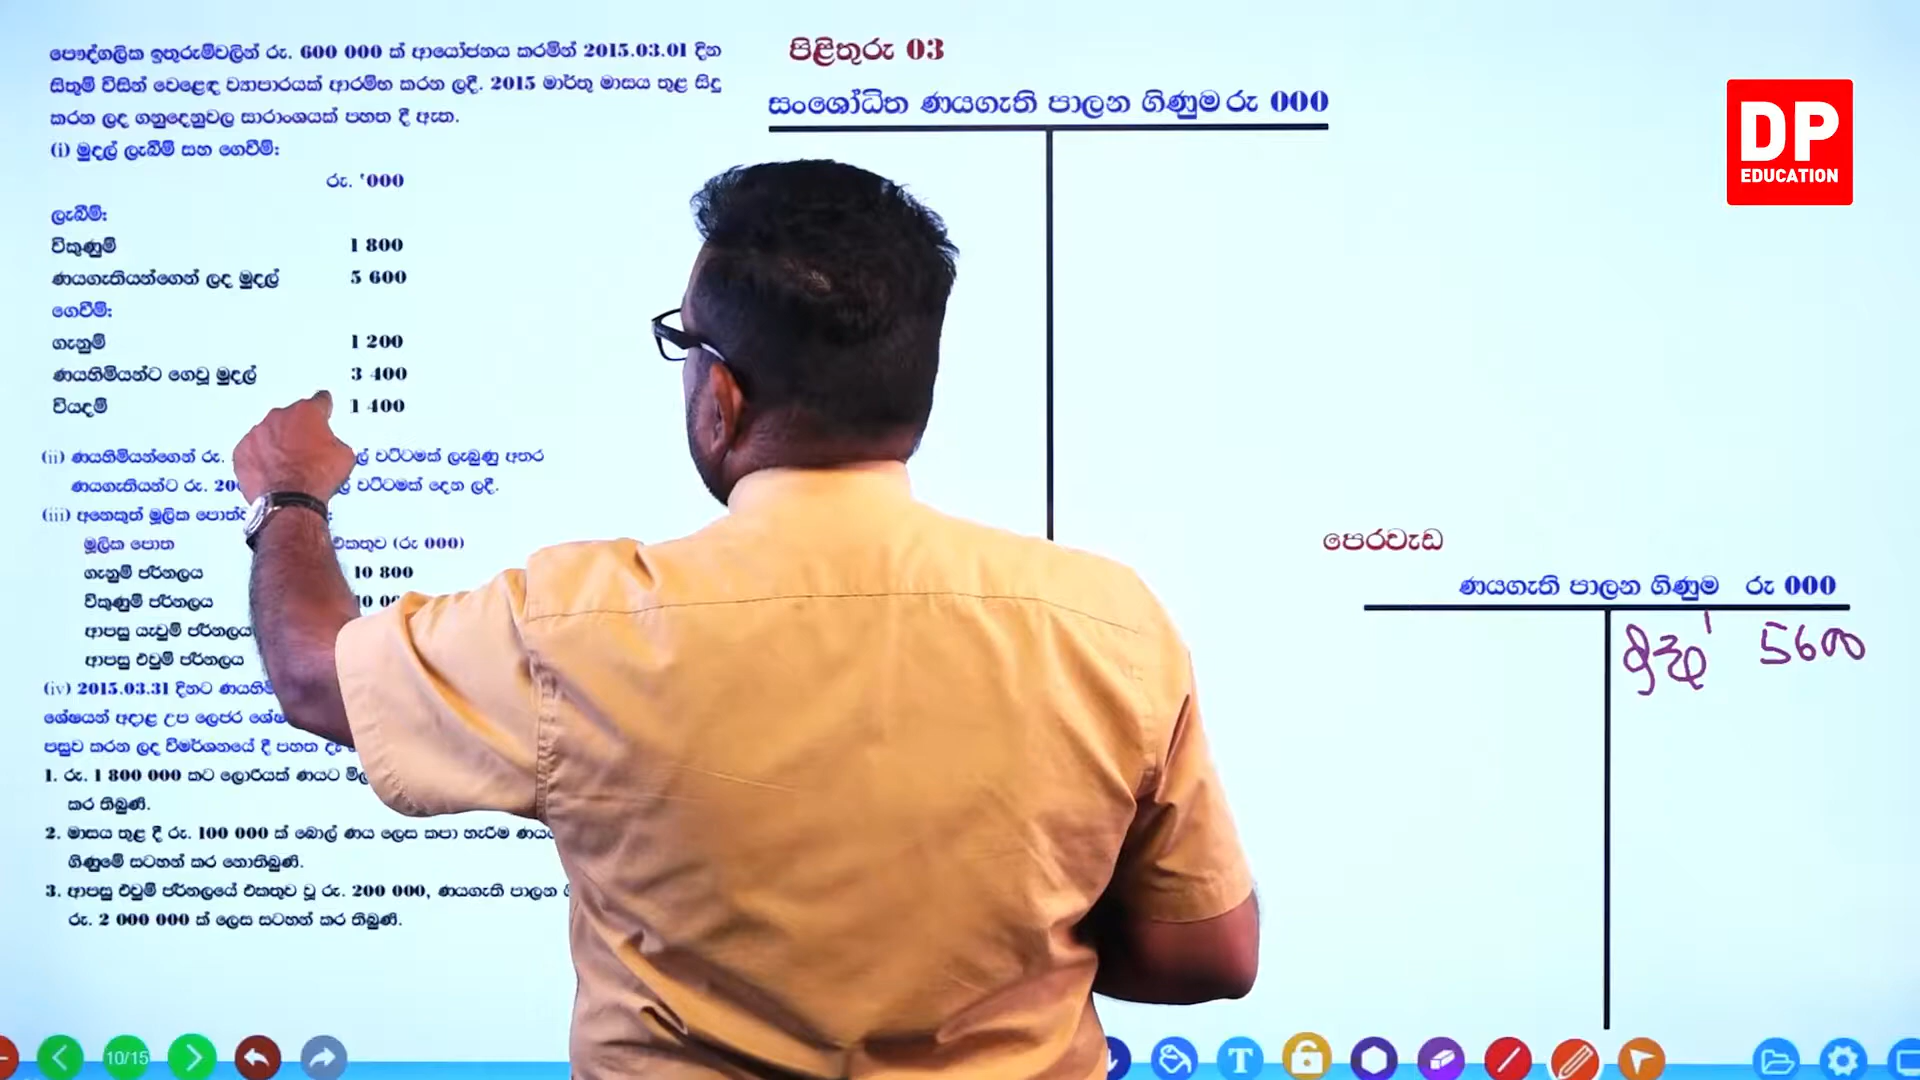 පෞද්ගලික ඉතුරුම්වලින් රු. 600 000 ක් ආයෝජනය කරමින් 2015.03.01 දින
සිතුම් විසින් වෙළෙඳ ව්‍යාපාරයක් ආරම්භ කරන ලදී. 2015 මාර්තු මාසය තුළ සිදු
කරන ලද ගනුදෙනුවල සාරාංශයක් පහත දී ඇත.
(i) මුදල් ලැබීම් සහ ගෙවීම්:
රු. '000
ලැබීම්:
විකුණුම් 1 800
ණයගැතියන්ගෙන් ලද මුදල් 5 600
ගෙවීම්:
ගැනුම් 1 200
ණයහිමියන්ට ගෙවූ මුදල් 3 400
වියදම් 1 400
(ii) ණයහිමියන්ගෙන් රු. වට්ටමක් ලැබුණු අතර
ණයගැතියන්ට රු. 20 වට්ටමක් දෙන ලදී.
(iii) අනෙකුත් මූලික
මූලික පොත එකතුව (රු 000)
ගැනුම් ජර්නලය 10 800
විකුණුම් ජර්නලය
ආපසු යැවුම් ජර්නලය
ආපසු එවුම් ජර්නලය
(iv) 2015.03.31 දිනට
ශේෂයන් අදාළ උප ලෙජර
පසුව කරන ලද විමර්ශනයේ දී පහත
1. රු. 1 800 000 කට ලොරියක් ණයට
කර තිබුණි.
2. මාසය තුළ දී රු. 100 000 ක් බොල් ණය ලෙස කපා හැරීම
ගිණුමේ සටහන් කර නොතිබුණි.
3. ආපසු එවුම් ජර්නලයේ එකතුව වූ රු. 200 000, ණයගැති පාලන
රු. 2 000 000 ක් ලෙස සටහන් කර තිබුණි.
පිළිතුරු 03
සංශෝධිත ණයගැති පාලන ගිණුම රු 000
DP
EDUCATION
පෙරවැඩ
ණයගැති පාලන ගිණුම රු 000
මුදල් 5600
10/15